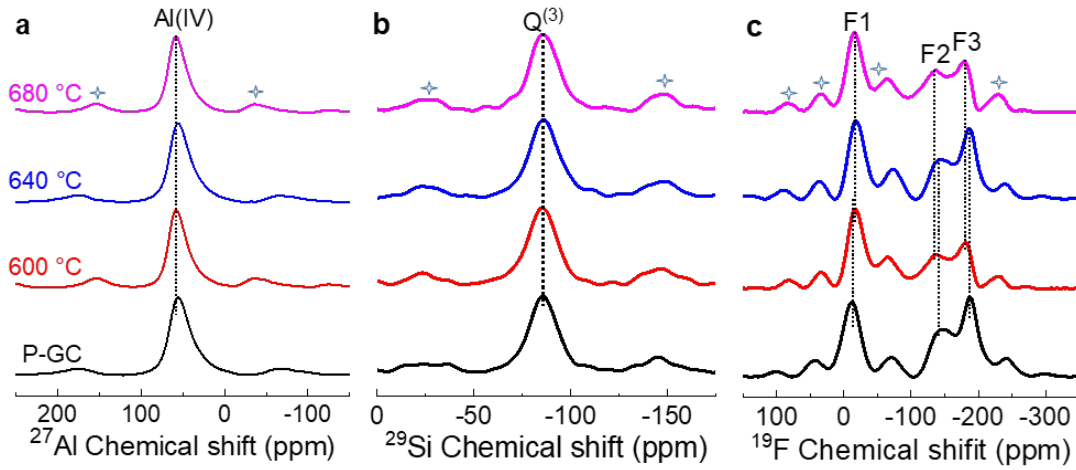 a
Al(IV)
680 °C
640 °C
600 °C
P-GC
200 100 0 -100
²⁷Al Chemical shift (ppm)
b
Q⁽³⁾
0 -50 -100 -150
²⁹Si Chemical shift (ppm)
c
F1
F2
F3
100 0 -100 -200 -300
¹⁹F Chemical shifit (ppm)